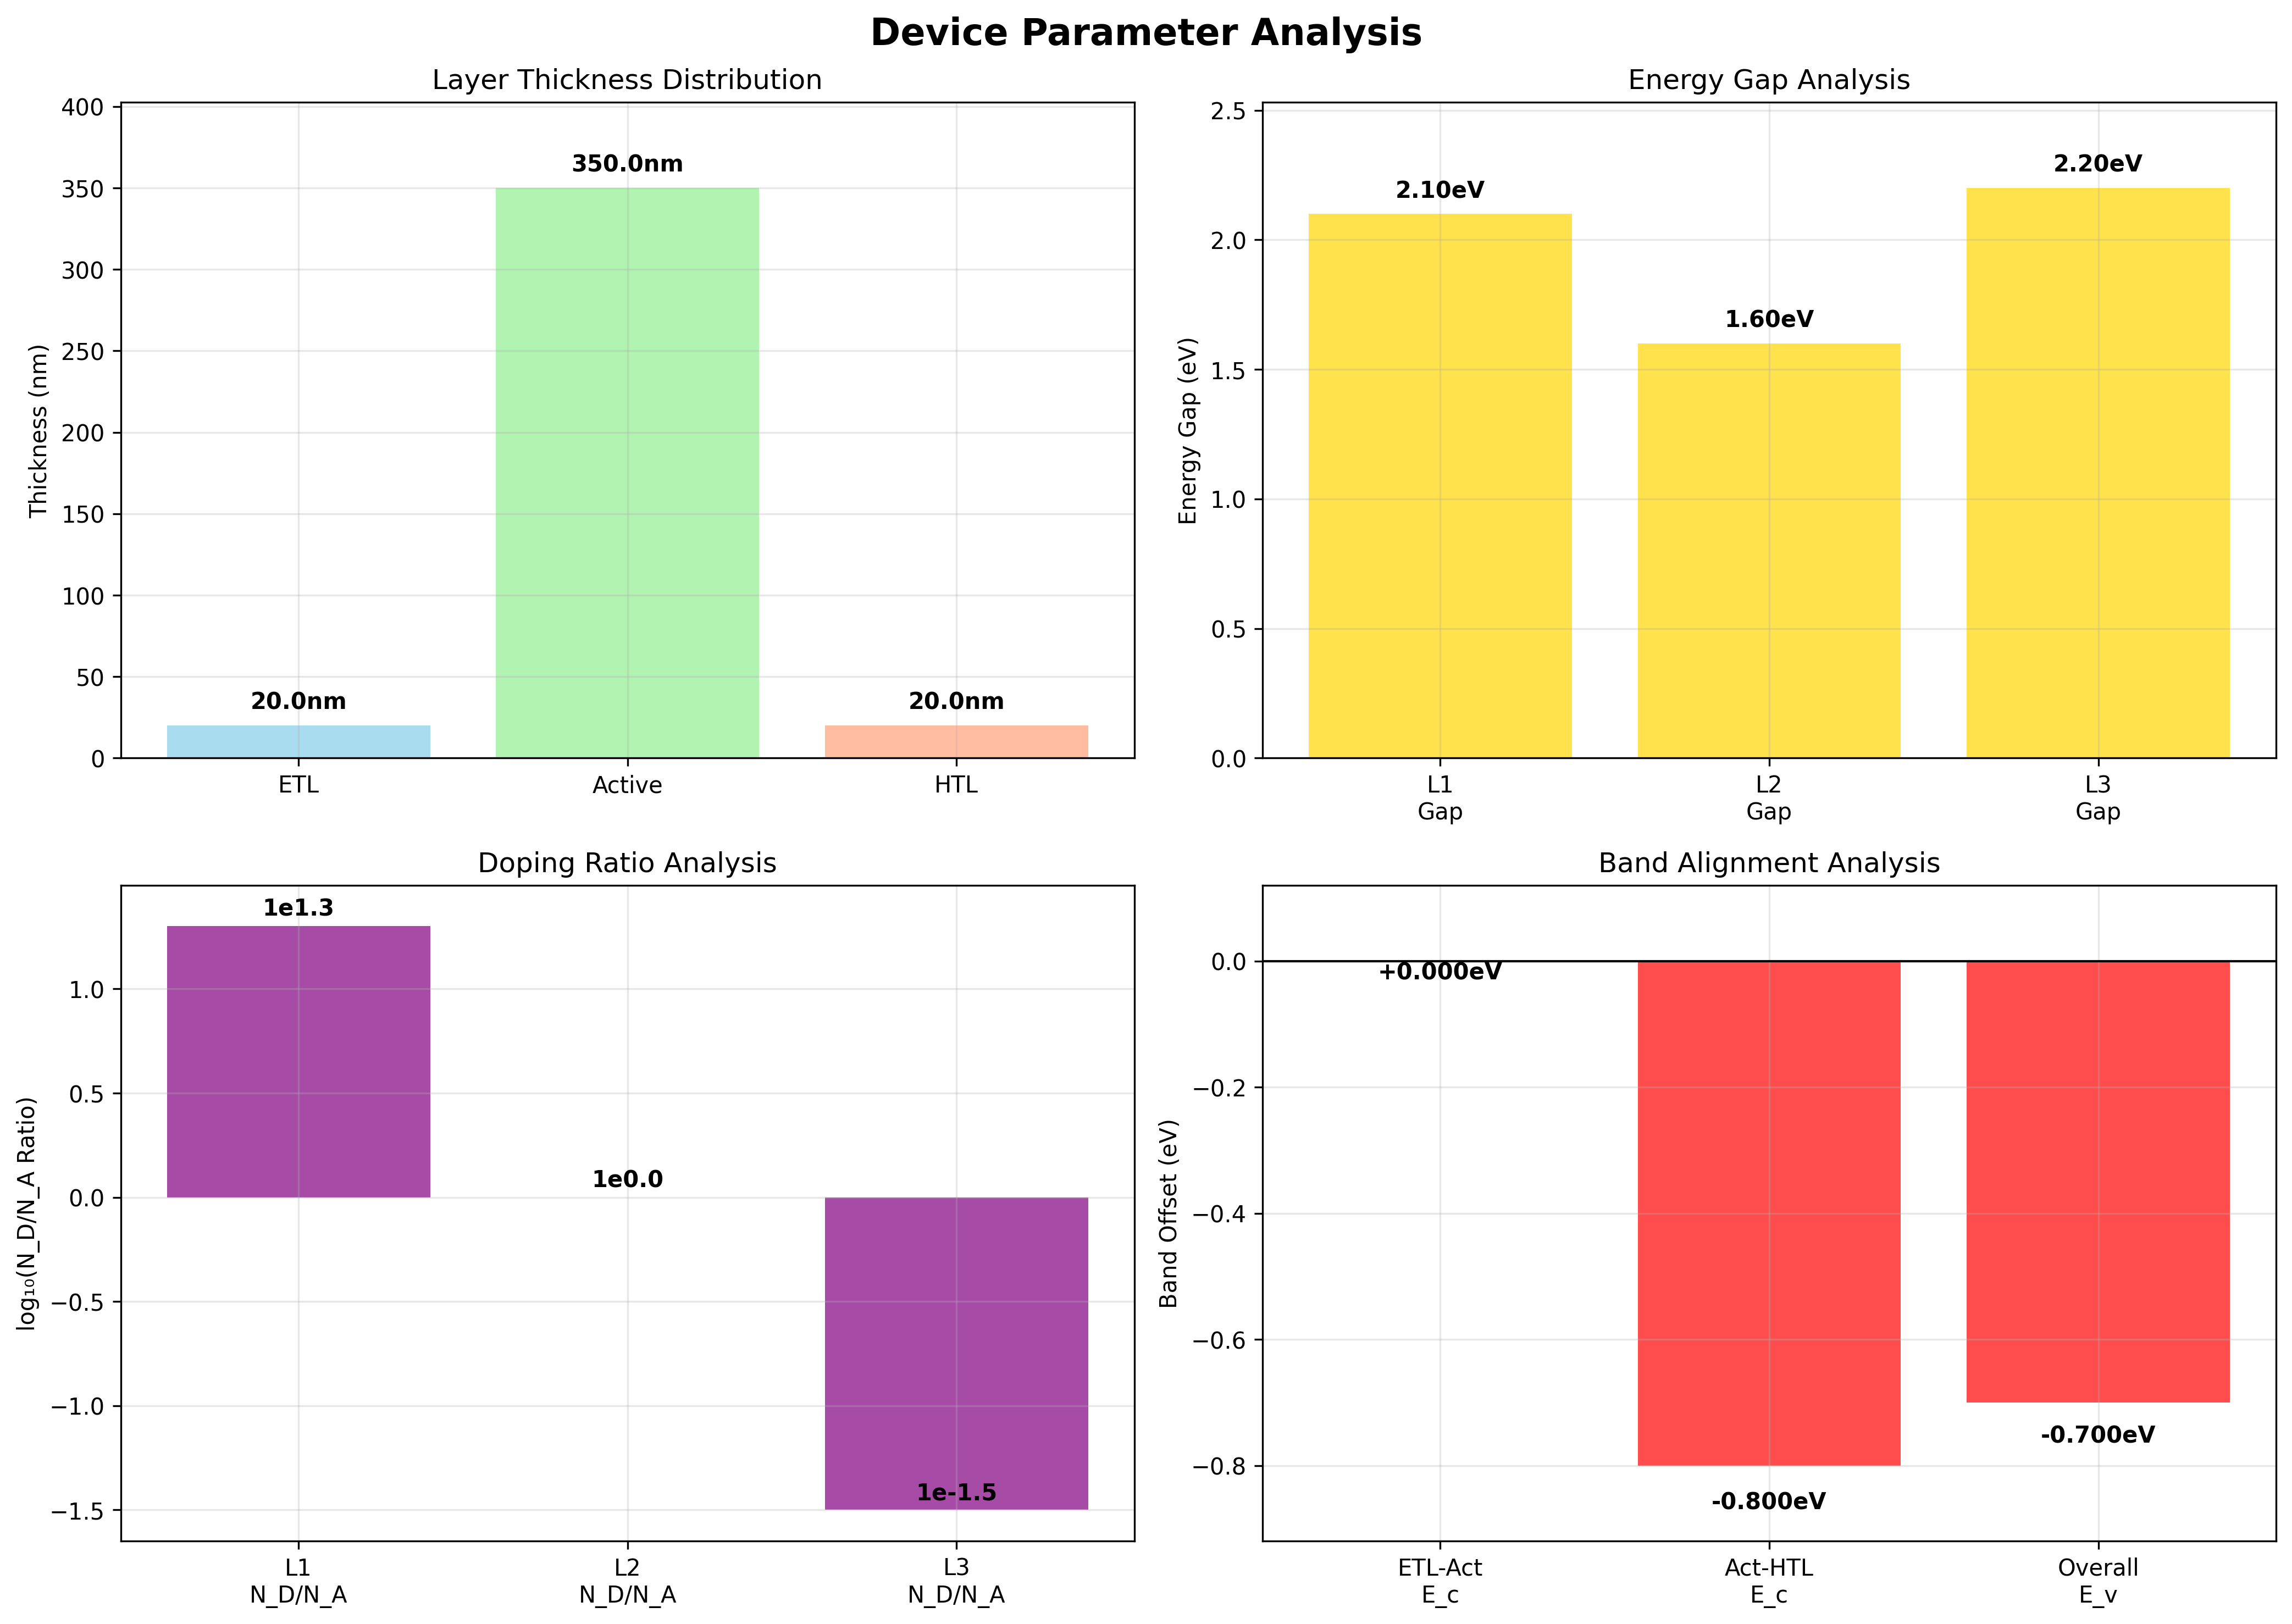 Device Parameter Analysis
Layer Thickness Distribution
Thickness (nm)
400
350
300
250
200
150
100
50
0
20.0nm
350.0nm
20.0nm
ETL
Active
HTL
Energy Gap Analysis
Energy Gap (eV)
2.5
2.0
1.5
1.0
0.5
0.0
2.10eV
1.60eV
2.20eV
L1
Gap
L2
Gap
L3
Gap
Doping Ratio Analysis
log₁₀(N_D/N_A Ratio)
1.0
0.5
0.0
−0.5
−1.0
−1.5
1e1.3
1e0.0
1e-1.5
L1
N_D/N_A
L2
N_D/N_A
L3
N_D/N_A
Band Alignment Analysis
Band Offset (eV)
0.0
−0.2
−0.4
−0.6
−0.8
+0.000eV
-0.800eV
-0.700eV
ETL-Act
E_c
Act-HTL
E_c
Overall
E_v